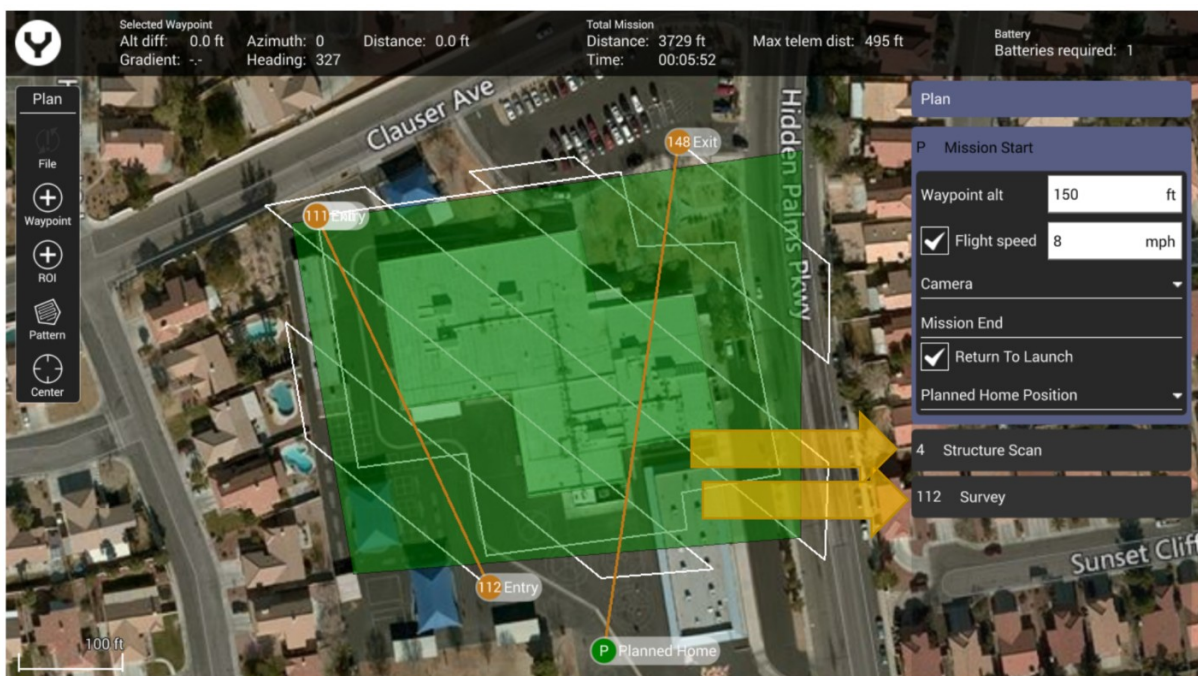 Selected Waypoint
Alt diff: 0.0 ft Azimuth: 0 Distance: 0.0 ft
Gradient: -.- Heading: 327
Total Mission
Distance: 3729 ft Max telem dist: 495 ft
Time: 00:05:52
Battery
Batteries required: 1
Plan
File
Waypoint
ROI
Pattern
Center
Clauser Ave
Hidden Palms Pkwy
148 Exit
111
112 Entry
P Planned Home
Sunset Cliff
100 ft
Plan
P Mission Start
Waypoint alt 150 ft
Flight speed 8 mph
Camera
Mission End
Return To Launch
Planned Home Position
4 Structure Scan
112 Survey